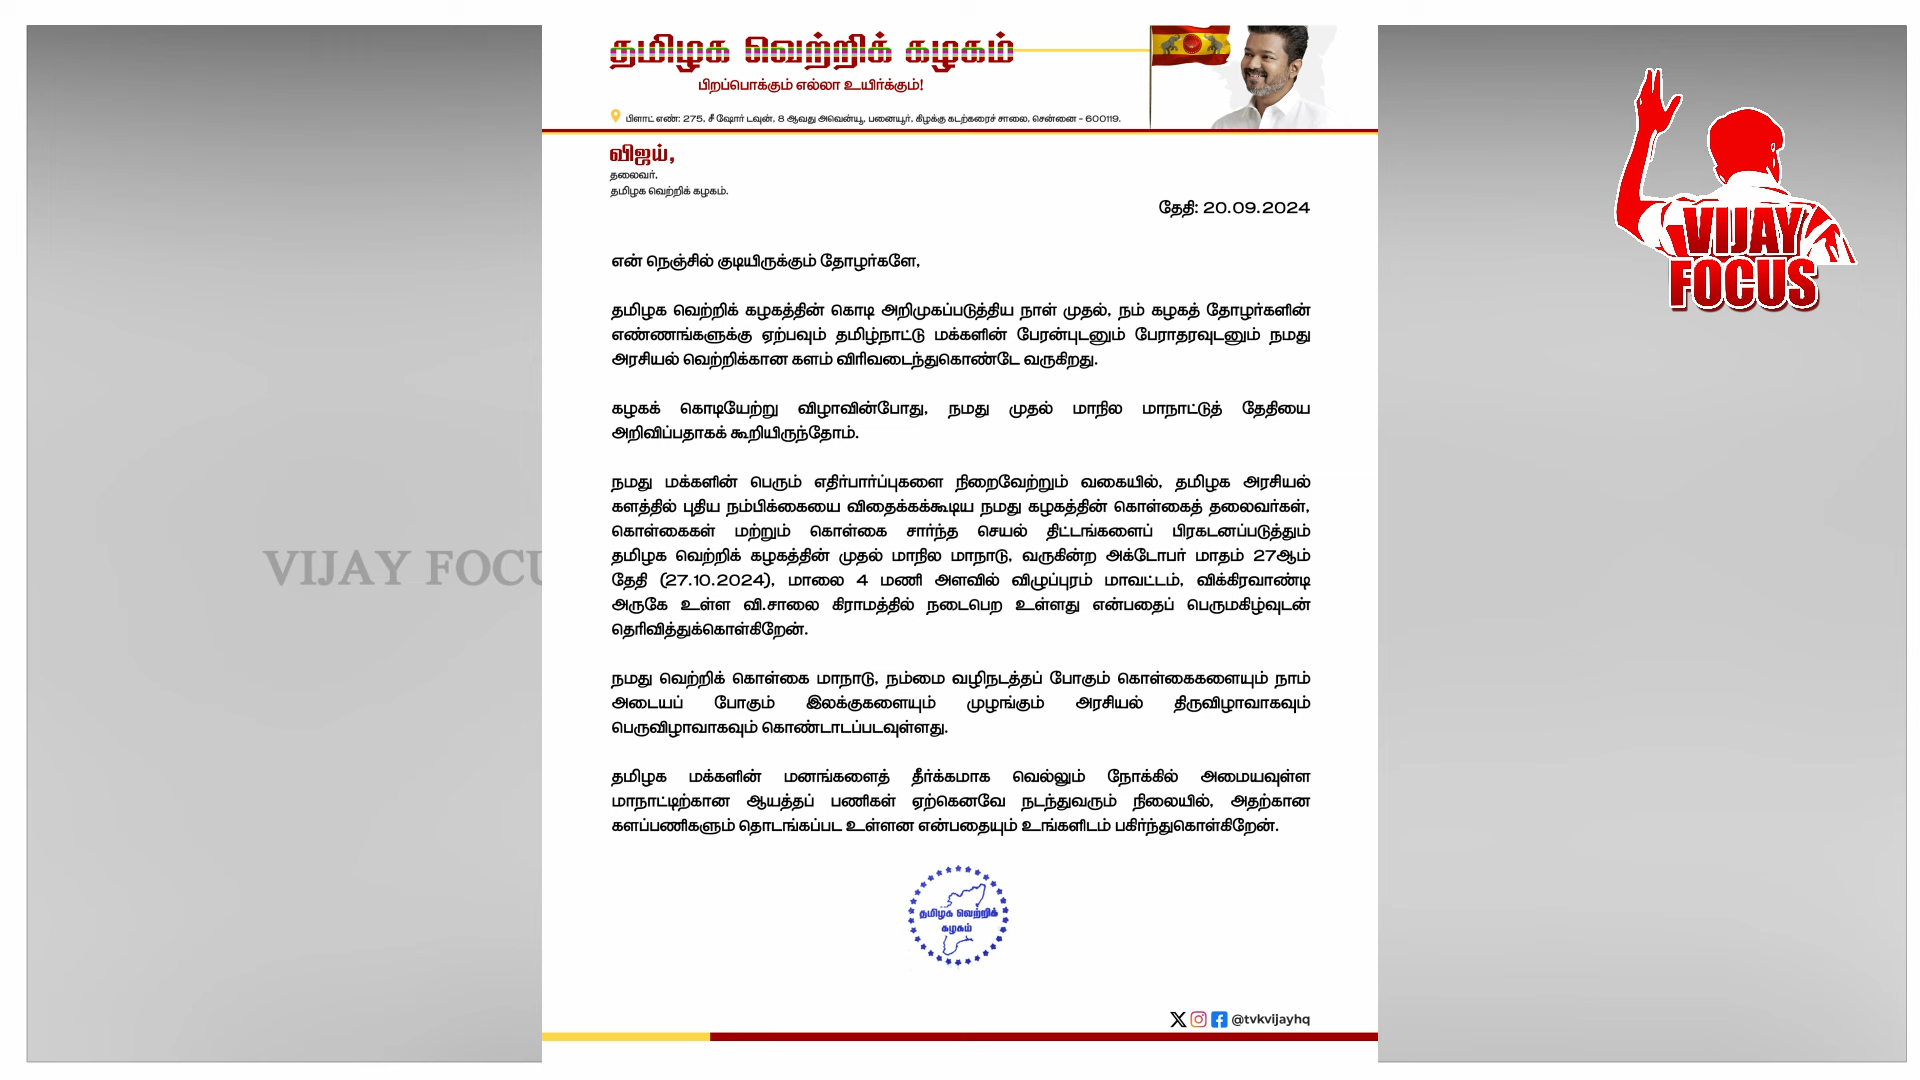 தமிழக வெற்றிக் கழகம்
பிறப்பொக்கும் எல்லா உயிர்க்கும்!
பிளாட் எண்: 275, சீ ஷோர் டவுன், 8 ஆவது அவென்யூ, பனையூர், கிழக்கு கடற்கரைச் சாலை, சென்னை - 600119.
விஜய்,
தலைவர்,
தமிழக வெற்றிக் கழகம்.
தேதி: 20.09.2024
என் நெஞ்சில் குடியிருக்கும் தோழர்களே,
தமிழக வெற்றிக் கழகத்தின் கொடி அறிமுகப்படுத்திய நாள் முதல், நம் கழகத் தோழர்களின்
எண்ணங்களுக்கு ஏற்பவும் தமிழ்நாட்டு மக்களின் பேரன்புடனும் பேராதரவுடனும் நமது
அரசியல் வெற்றிக்கான களம் விரிவடைந்துகொண்டே வருகிறது.
கழகக் கொடியேற்று விழாவின்போது, நமது முதல் மாநில மாநாட்டுத் தேதியை
அறிவிப்பதாகக் கூறியிருந்தோம்.
நமது மக்களின் பெரும் எதிர்பார்ப்புகளை நிறைவேற்றும் வகையில், தமிழக அரசியல்
களத்தில் புதிய நம்பிக்கையை விதைக்கக்கூடிய நமது கழகத்தின் கொள்கைத் தலைவர்கள்,
கொள்கைகள் மற்றும் கொள்கை சார்ந்த செயல் திட்டங்களைப் பிரகடனப்படுத்தும்
தமிழக வெற்றிக் கழகத்தின் முதல் மாநில மாநாடு, வருகின்ற அக்டோபர் மாதம் 27ஆம்
தேதி (27.10.2024), மாலை 4 மணி அளவில் விழுப்புரம் மாவட்டம், விக்கிரவாண்டி
அருகே உள்ள வி.சாலை கிராமத்தில் நடைபெற உள்ளது என்பதைப் பெருமகிழ்வுடன்
தெரிவித்துக்கொள்கிறேன்.
நமது வெற்றிக் கொள்கை மாநாடு, நம்மை வழிநடத்தப் போகும் கொள்கைகளையும் நாம்
அடையப் போகும் இலக்குகளையும் முழங்கும் அரசியல் திருவிழாவாகவும்
பெருவிழாவாகவும் கொண்டாடப்படவுள்ளது.
தமிழக மக்களின் மனங்களைத் தீர்க்கமாக வெல்லும் நோக்கில் அமையவுள்ள
மாநாட்டிற்கான ஆயத்தப் பணிகள் ஏற்கெனவே நடந்துவரும் நிலையில், அதற்கான
களப்பணிகளும் தொடங்கப்பட உள்ளன என்பதையும் உங்களிடம் பகிர்ந்துகொள்கிறேன்.
தமிழக வெற்றிக்
கழகம்
@tvkvijayhq
VIJAY FOCU
VIJAY
FOCUS